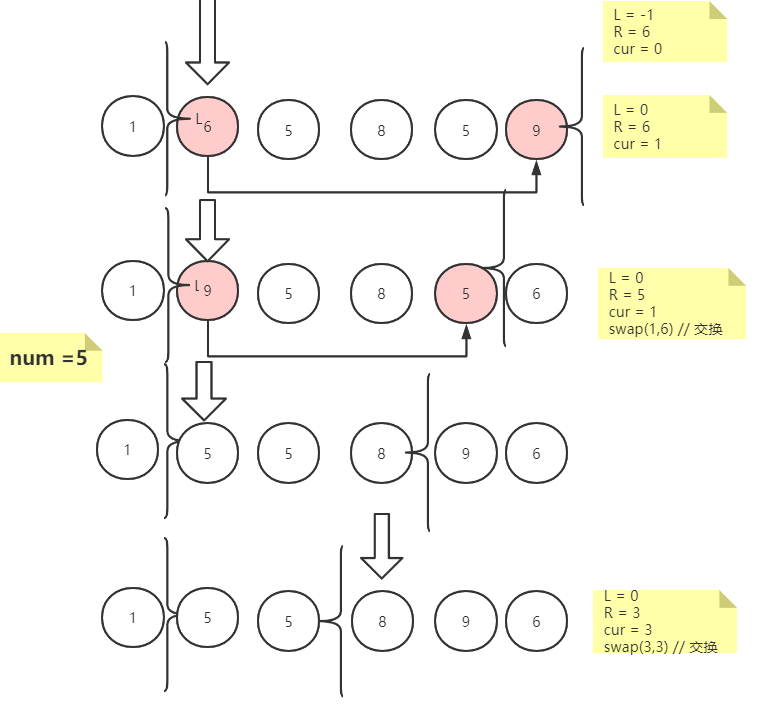 L = -1
R = 6
cur = 0
1 L 6 5 8 5 9
L = 0
R = 6
cur = 1
1 L 9 5 8 5 6
L = 0
R = 5
cur = 1
swap(1,6) // 交换
num =5
1 5 5 8 9 6
1 5 5 8 9 6
L = 0
R = 3
cur = 3
swap(3,3) // 交换